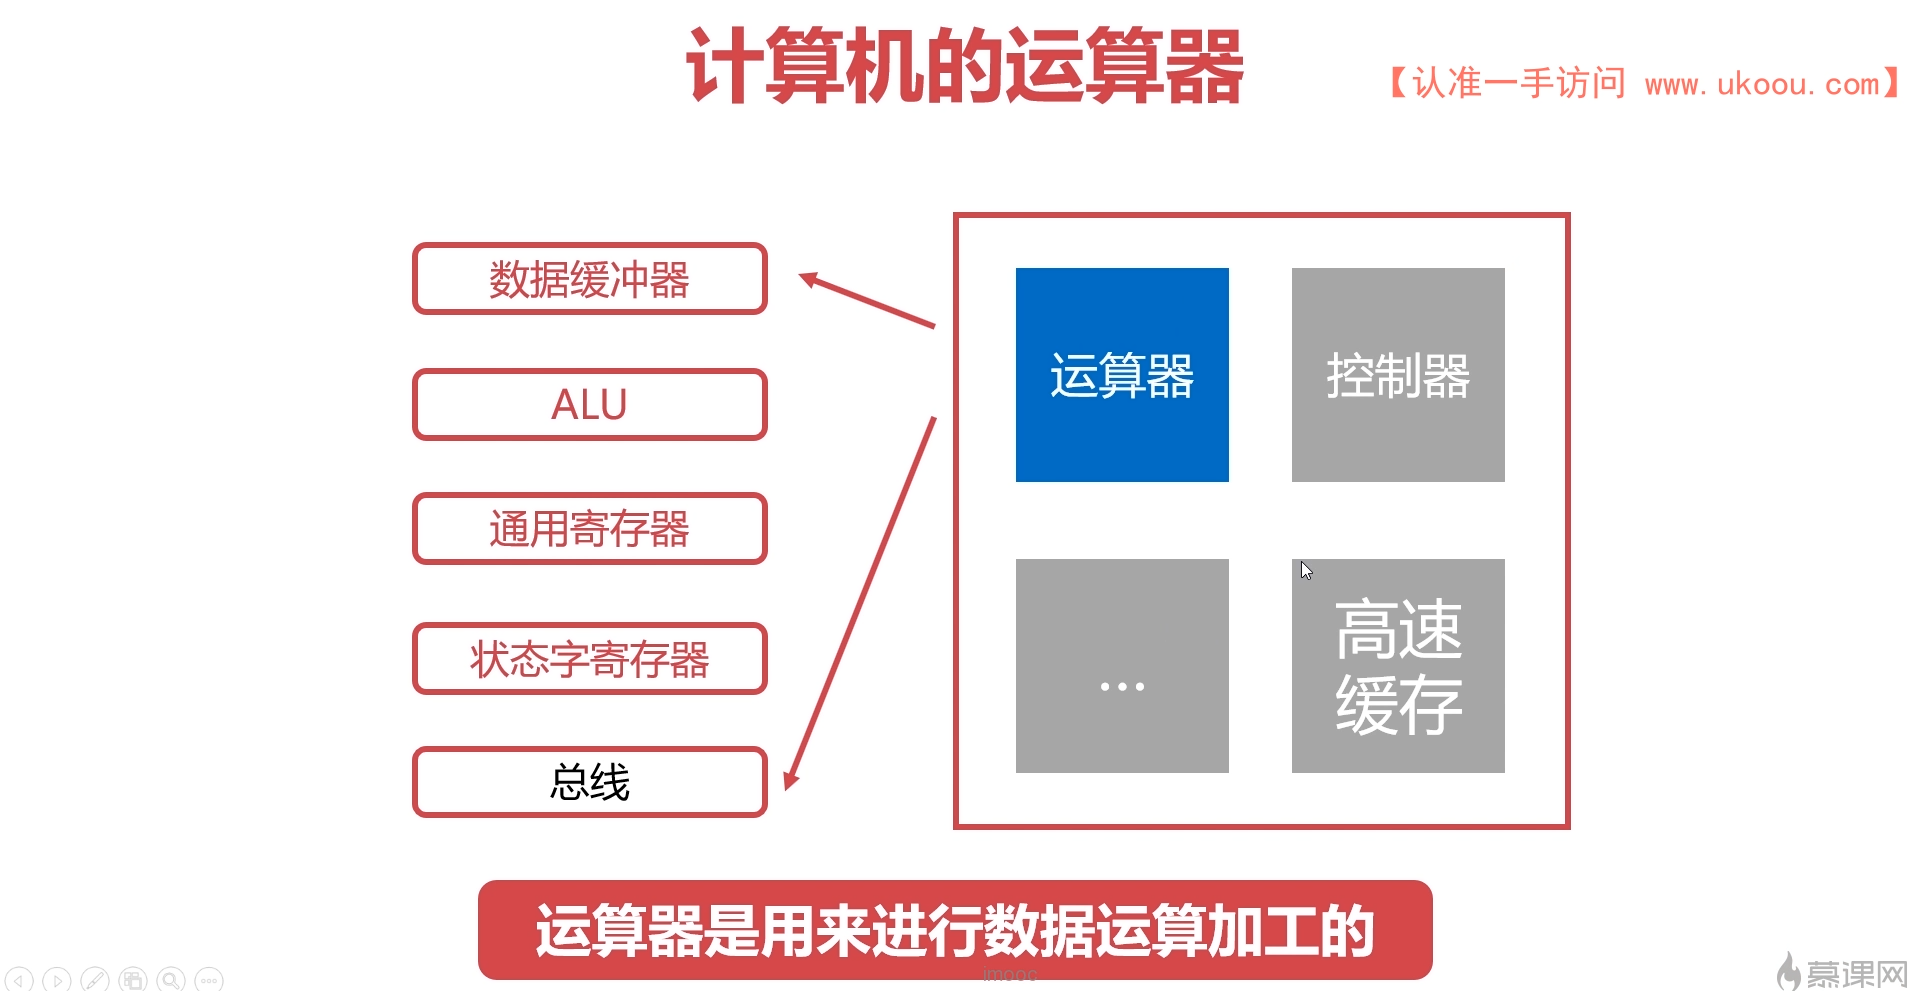 计算机的运算器
【认准一手访问 www.ukoou.com】
数据缓冲器
ALU
通用寄存器
状态字寄存器
总线
运算器
控制器
...
高速
缓存
运算器是用来进行数据运算加工的
imooc
慕课网